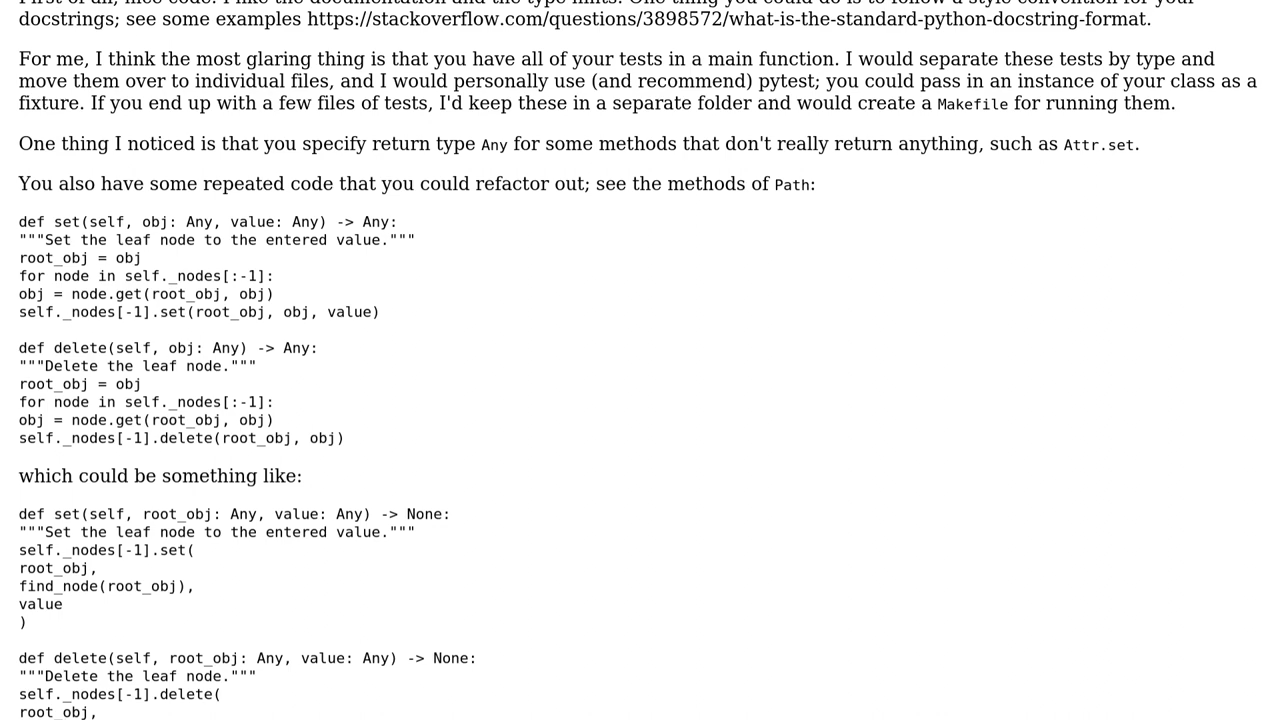 docstrings; see some examples https://stackoverflow.com/questions/3898572/what-is-the-standard-python-docstring-format.
For me, I think the most glaring thing is that you have all of your tests in a main function. I would separate these tests by type and
move them over to individual files, and I would personally use (and recommend) pytest; you could pass in an instance of your class as a
fixture. If you end up with a few files of tests, I'd keep these in a separate folder and would create a Makefile for running them.
One thing I noticed is that you specify return type Any for some methods that don't really return anything, such as Attr.set.
You also have some repeated code that you could refactor out; see the methods of Path:
def set(self, obj: Any, value: Any) -> Any:
"""Set the leaf node to the entered value."""
root_obj = obj
for node in self._nodes[:-1]:
obj = node.get(root_obj, obj)
self._nodes[-1].set(root_obj, obj, value)
def delete(self, obj: Any) -> Any:
"""Delete the leaf node."""
root_obj = obj
for node in self._nodes[:-1]:
obj = node.get(root_obj, obj)
self._nodes[-1].delete(root_obj, obj)
which could be something like:
def set(self, root_obj: Any, value: Any) -> None:
"""Set the leaf node to the entered value."""
self._nodes[-1].set(
root_obj,
find_node(root_obj),
value
)
def delete(self, root_obj: Any, value: Any) -> None:
"""Delete the leaf node."""
self._nodes[-1].delete(
root_obj,